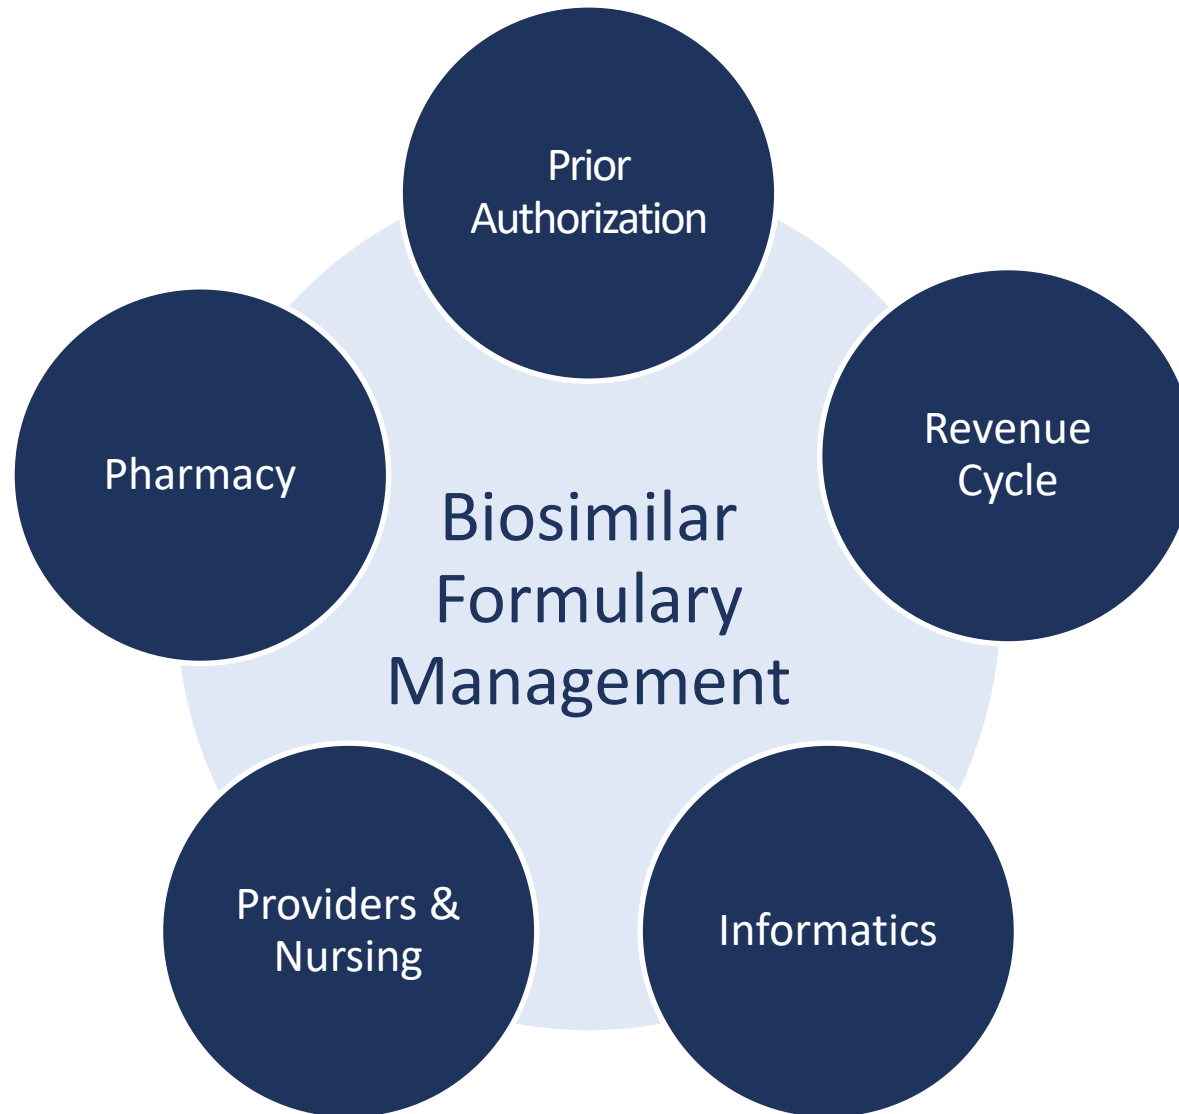 Prior
Authorization
Revenue
Cycle
Pharmacy
Biosimilar
Formulary
Management
Providers &
Nursing
Informatics